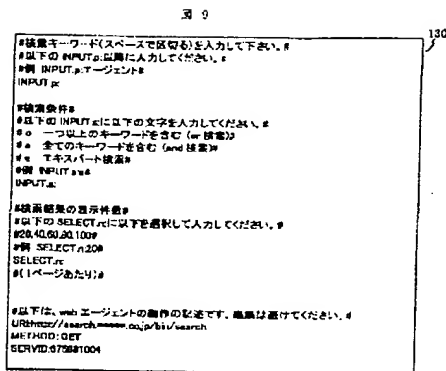 図 9
130
#検索キーワード(スペースで区切る)を入力して下さい。#
#以下の INPUT.p:以降に入力してください。#
#例 INPUT.p:エージェント#
INPUT.p:
#検索条件#
#以下の INPUT.a:に以下の文字を入力してください。#
#o 一つ以上のキーワードを含む (or 検索)#
#a 全てのキーワードを含む (and 検索)#
#e エキスパート検索#
#例 INPUT.a:a#
INPUT.a:
#検索結果の表示件数#
#以下の SELECT.n:に以下を選択して入力してください。#
#20,40,60,80,100#
#例 SELECT.n:20#
SELECT.n:
#(1ページあたり)#
#以下は、web エージェントの動作の記述です。編集は避けてください。#
URL:http://search.*****.co.jp/bin/search
METHOD: GET
SERVID:675681004